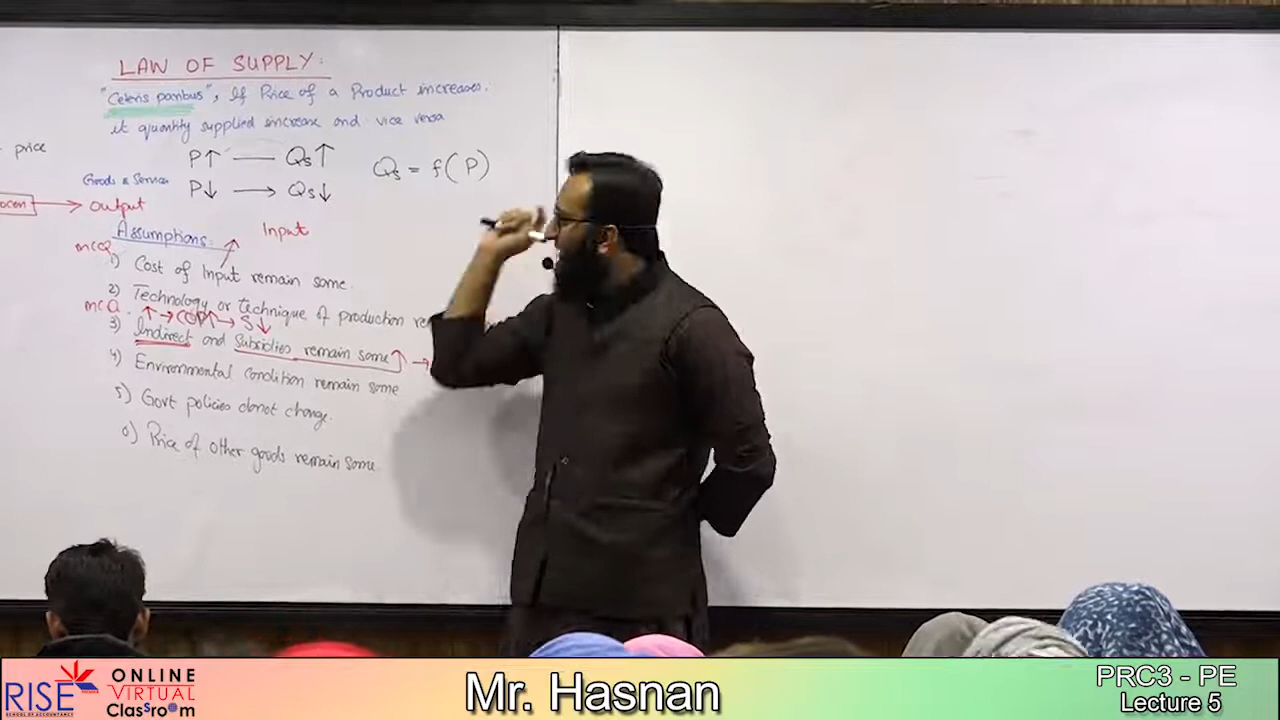 LAW OF SUPPLY:
"Ceteris paribus", If Price of a Product increases.
it quantity supplied increase and vice versa
price
P↑ — Qs↑
Qs = f(P)
Goods & Services
P↓ → Qs↓
→ output
Input
Assumptions:
mcQ
1) Cost of Input remain same.
2) Technology or technique of production re
mcQ.
↑ → COP↑ → S↓
3) Indirect and Subsidies remain same ↑ →
4) Environmental condition remain same
5) Govt policies donot change.
6) Price of other goods remain same.
RISE
SCHOOL OF ACCOUNTANCY
ONLINE
VIRTUAL
Classroom
Mr. Hasnan
PRC3 - PE
Lecture 5